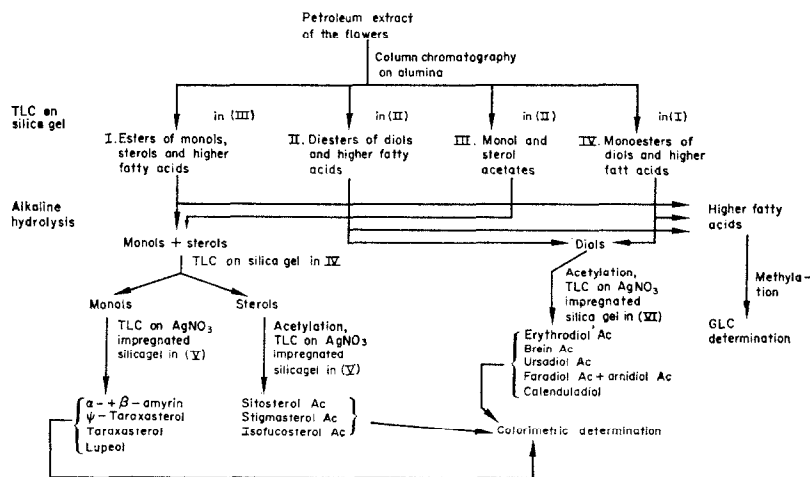 Petroleum extract
of the flowers
Column chromatography
on alumina
TLC on
silica gel
in (III)
in (II)
in (II)
in (I)
I. Esters of monols,
sterols and higher
fatty acids
II. Diesters of diols
and higher fatty
acids
III. Monol and
sterol
acetates
IV. Monoesters of
diols and higher
fatt acids
Alkaline
hydrolysis
Higher fatty
acids
Monols + sterols
Diols
TLC on silica gel in IV
Methyla-
tion
GLC
determination
Monols
Sterols
Acetylation,
TLC on AgNO3
impregnated
silica gel in (VI)
TLC on AgNO3
impregnated
silicagel in (V)
Acetylation,
TLC on AgNO3
impregnated
silicagel in (V)
Erythrodiol Ac
Brein Ac
Ursadiol Ac
Faradiol Ac + arnidiol Ac
Calenduladiol
α- + β-amyrin
ψ-Taraxasterol
Taraxasterol
Lupeol
Sitosterol Ac
Stigmasterol Ac
Isofucosterol Ac
Colorimetric determination